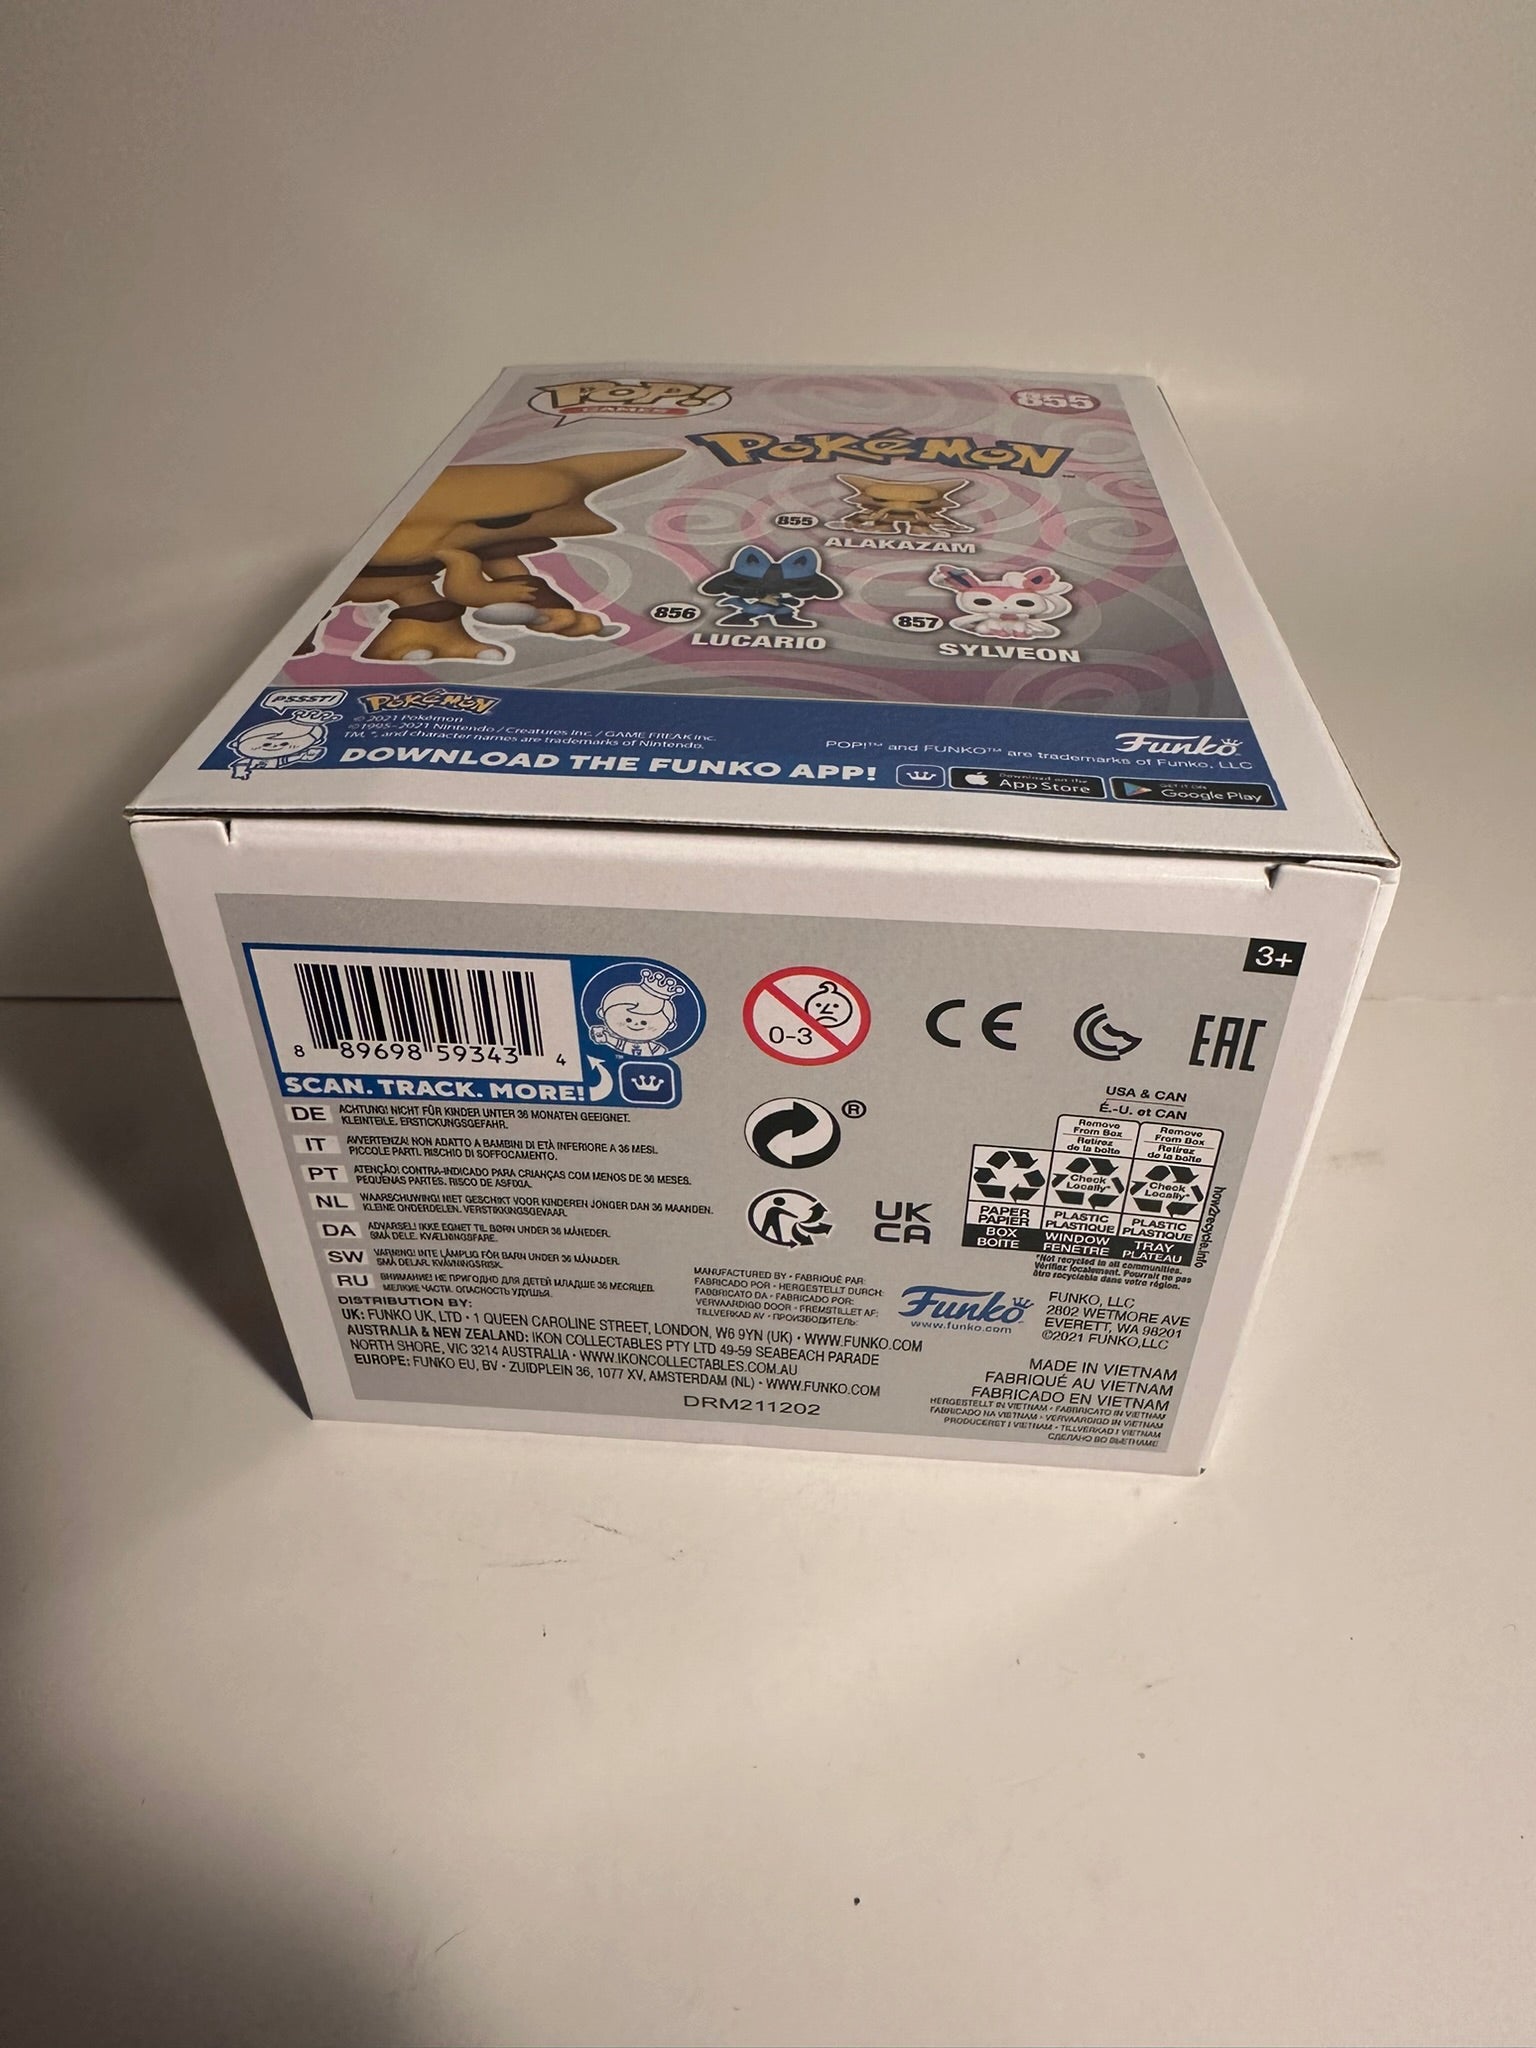 POP!
GAMES
855
POKÉMON
855
ALAKAZAM
856
LUCARIO
857
SYLVEON
PSSST!
POKÉMON
© 2021 Pokémon
©1995-2021 Nintendo / Creatures Inc. / GAME FREAK inc.
TM, ®, and character names are trademarks of Nintendo.
DOWNLOAD THE FUNKO APP!
POP!™ and FUNKO™ are trademarks of Funko, LLC
Funko
Download on the
App Store
GET IT ON
Google Play
3+
8 89698 59343 4
SCAN. TRACK. MORE!
0-3
CE
EAC
®
UK
CA
DE ACHTUNG! NICHT FÜR KINDER UNTER 36 MONATEN GEEIGNET.
KLEINTEILE. ERSTICKUNGSGEFAHR.
IT AVVERTENZA! NON ADATTO A BAMBINI DI ETÀ INFERIORE A 36 MESI.
PICCOLE PARTI. RISCHIO DI SOFFOCAMENTO.
PT ATENÇÃO! CONTRA-INDICADO PARA CRIANÇAS COM MENOS DE 36 MESES.
PEQUENAS PARTES. RISCO DE ASFIXIA.
NL WAARSCHUWING! NIET GESCHIKT VOOR KINDEREN JONGER DAN 36 MAANDEN.
KLEINE ONDERDELEN. VERSTIKKINGSGEVAAR.
DA ADVARSEL! IKKE EGNET TIL BØRN UNDER 36 MÅNEDER.
SMÅ DELE. KVÆLNINGSFARE.
SW VARNING! INTE LÄMPLIG FÖR BARN UNDER 36 MÅNADER.
SMÅ DELAR. KVÄVNINGSRISK.
RU ВНИМАНИЕ! НЕ ПРИГОДНО ДЛЯ ДЕТЕЙ МЛАДШЕ 36 МЕСЯЦЕВ.
МЕЛКИЕ ЧАСТИ. ОПАСНОСТЬ УДУШЬЯ.
USA & CAN
É.-U. et CAN
Remove
From Box
Retirez
de la boîte
Remove
From Box
Retirez
de la boîte
Check
Locally*
Check
Locally*
PAPER
PAPIER
BOX
BOITE
PLASTIC
PLASTIQUE
WINDOW
FENETRE
PLASTIC
PLASTIQUE
TRAY
PLATEAU
how2recycle.info
*Not recycled in all communities.
Vérifiez localement. Pourrait ne pas
être recyclable dans votre région.
DISTRIBUTION BY:
UK: FUNKO UK, LTD • 1 QUEEN CAROLINE STREET, LONDON, W6 9YN (UK) • WWW.FUNKO.COM
AUSTRALIA & NEW ZEALAND: IKON COLLECTABLES PTY LTD 49-59 SEABEACH PARADE
NORTH SHORE, VIC 3214 AUSTRALIA • WWW.IKONCOLLECTABLES.COM.AU
EUROPE: FUNKO EU, BV • ZUIDPLEIN 36, 1077 XV, AMSTERDAM (NL) • WWW.FUNKO.COM
DRM211202
MANUFACTURED BY • FABRIQUÉ PAR:
FABRICADO POR • HERGESTELLT DURCH:
FABBRICATO DA • FABRICADO POR:
VERVAARDIGD DOOR • FREMSTILLET AF:
TILLVERKAD AV • ПРОИЗВОДИТЕЛЬ:
Funko
www.funko.com
FUNKO, LLC
2802 WETMORE AVE
EVERETT, WA 98201
©2021 FUNKO,LLC
MADE IN VIETNAM
FABRIQUÉ AU VIETNAM
FABRICADO EN VIETNAM
HERGESTELLT IN VIETNAM • FABBRICATO IN VIETNAM
FABRICADO NA VIETNAM • VERVAARDIGD IN VIETNAM
PRODUCERET I VIETNAM • TILLVERKAD I VIETNAM
СДЕЛАНО ВО ВЬЕТНАМЕ